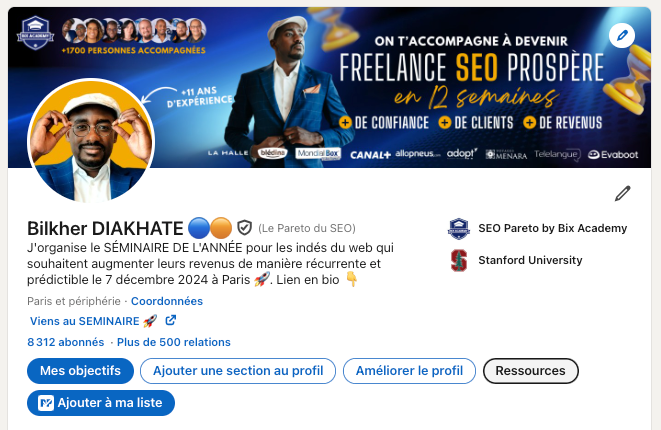 BIX ACADEMY
+1700 PERSONNES ACCOMPAGNÉES
+11 ANS
D'EXPÉRIENCE
ON T'ACCOMPAGNE À DEVENIR
FREELANCE SEO PROSPÈRE
en 12 semaines
+ DE CONFIANCE + DE CLIENTS + DE REVENUS
LA HALLE blédina MondialBox CANAL+ allopneus.com adopt MENARA Telelangue Evaboot
Bilkher DIAKHATE 🔵🟠 (Le Pareto du SEO)
J'organise le SÉMINAIRE DE L'ANNÉE pour les indés du web qui
souhaitent augmenter leurs revenus de manière récurrente et
prédictible le 7 décembre 2024 à Paris 🚀. Lien en bio 👇
Paris et périphérie · Coordonnées
Viens au SEMINAIRE 🚀
8 312 abonnés · Plus de 500 relations
SEO Pareto by Bix Academy
Stanford University
Mes objectifs
Ajouter une section au profil
Améliorer le profil
Ressources
Ajouter à ma liste